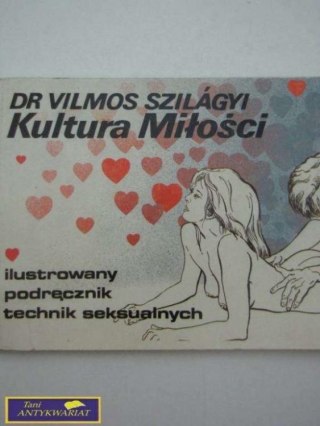 DR VILMOS SZILÁGYI
Kultura Miłości
ilustrowany
podręcznik
technik seksualnych
Tani
ANTYKWARIAT